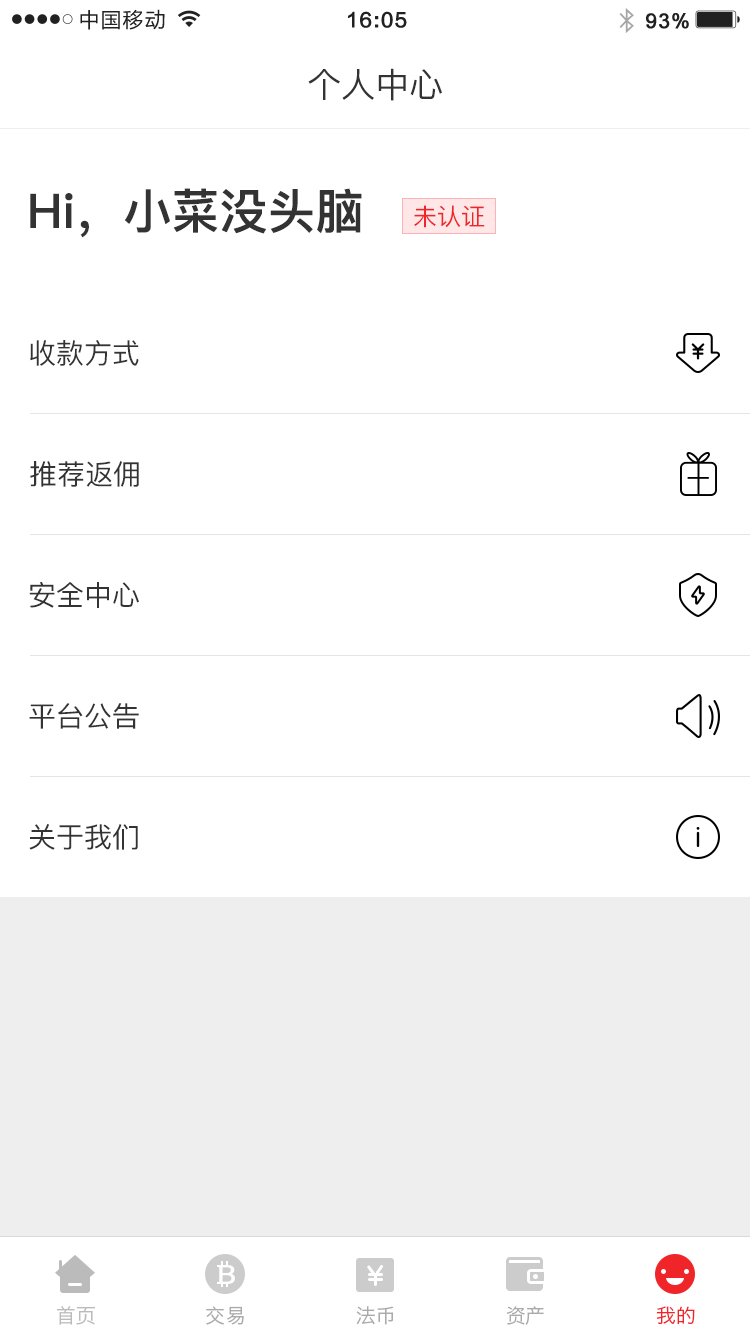 中国移动 16:05 93%
个人中心
Hi，小菜没头脑 未认证
收款方式
推荐返佣
安全中心
平台公告
关于我们
首页 交易 法币 资产 我的